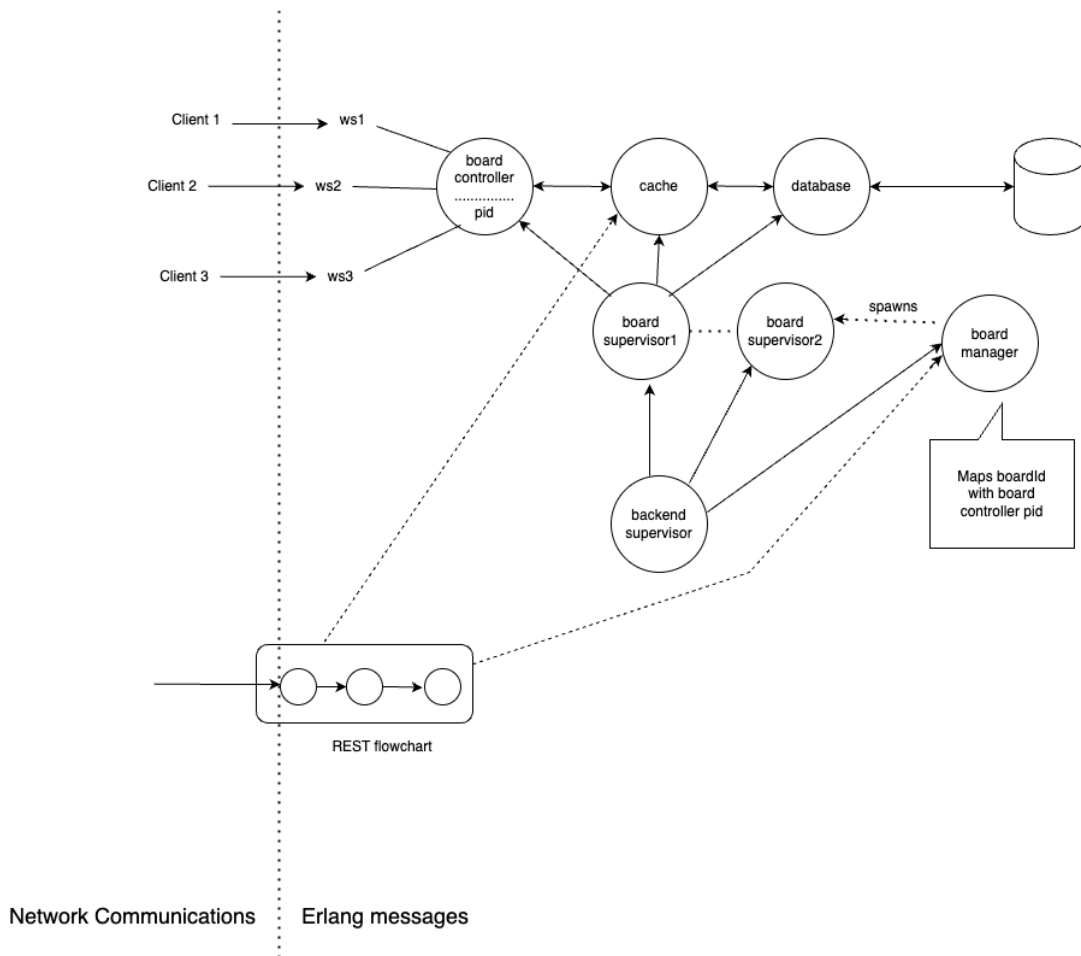 Client 1
ws1
Client 2
ws2
Client 3
ws3
board
controller
pid
cache
database
board
supervisor1
board
supervisor2
spawns
board
manager
Maps boardId
with board
controller pid
backend
supervisor
REST flowchart
Network Communications
Erlang messages